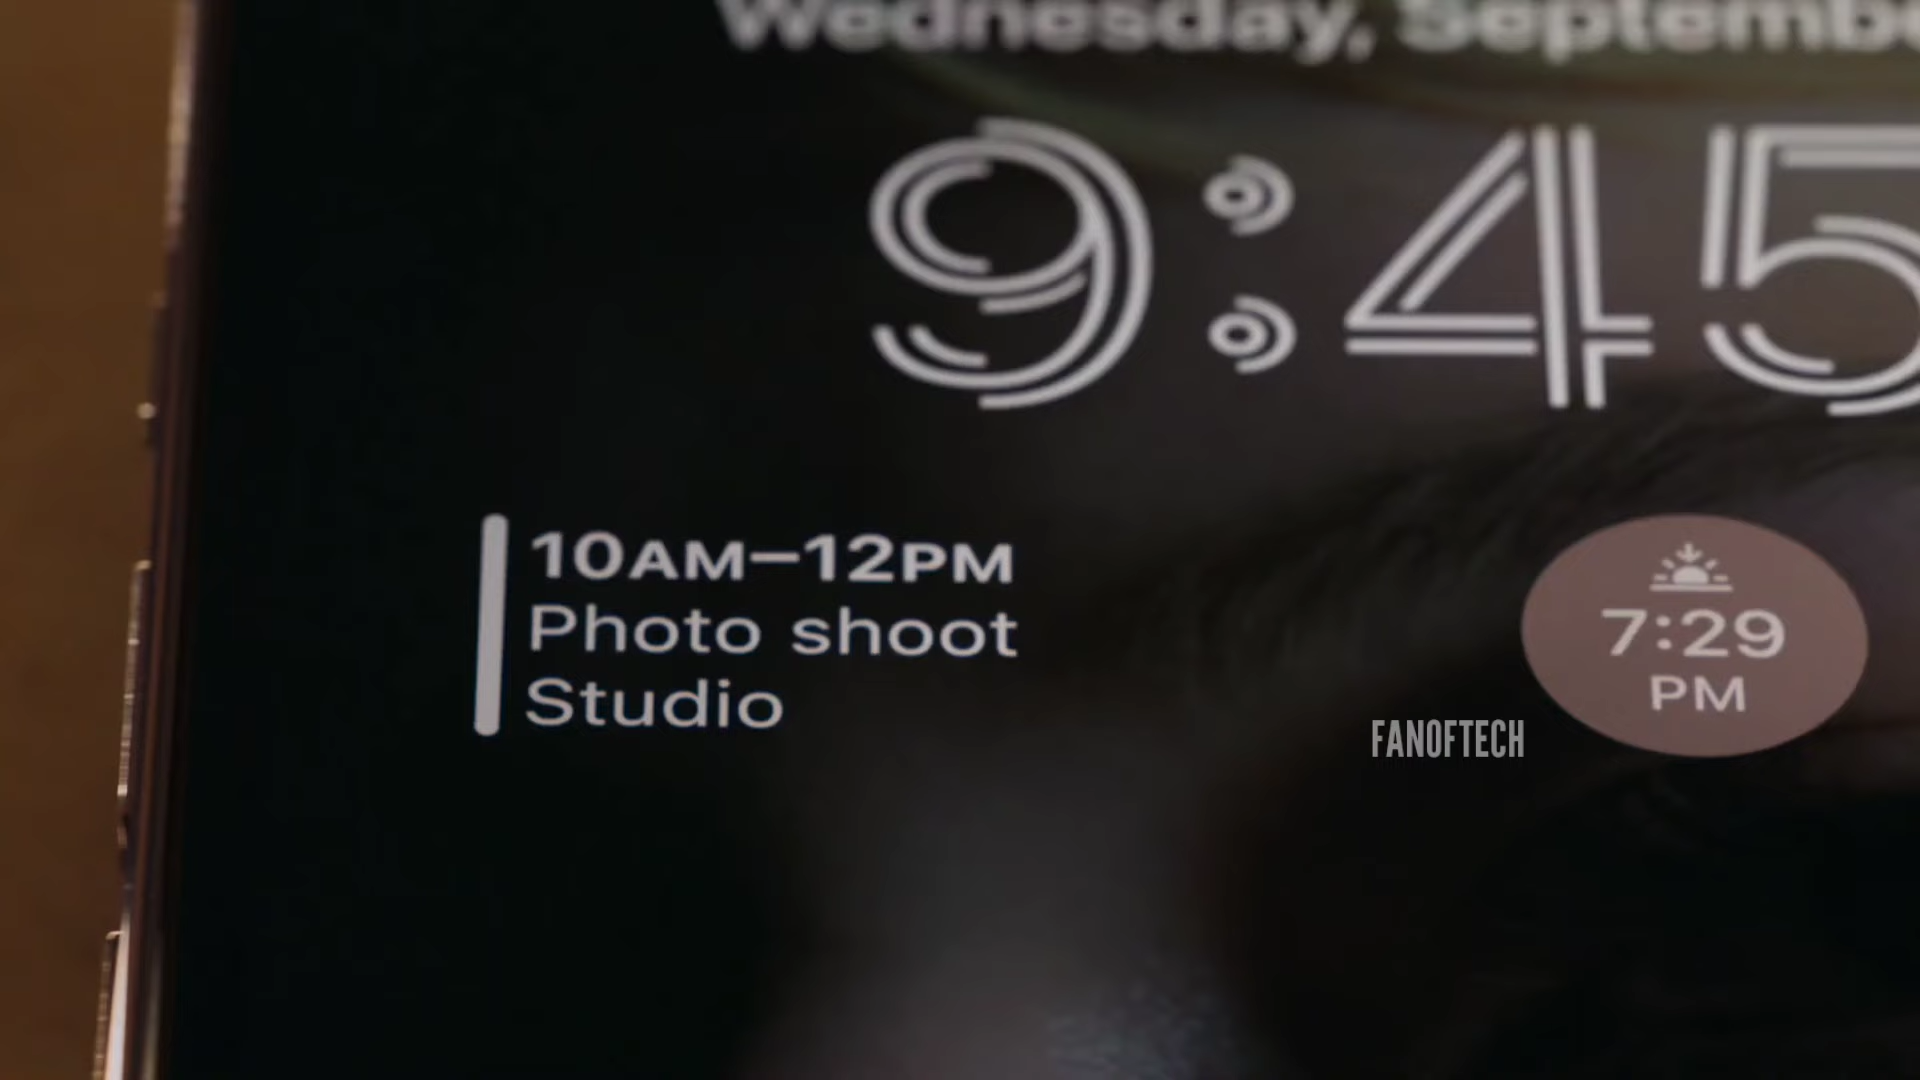 Wednesday, Septembe
9:45
10AM–12PM
Photo shoot
Studio
7:29
PM
FANOFTECH